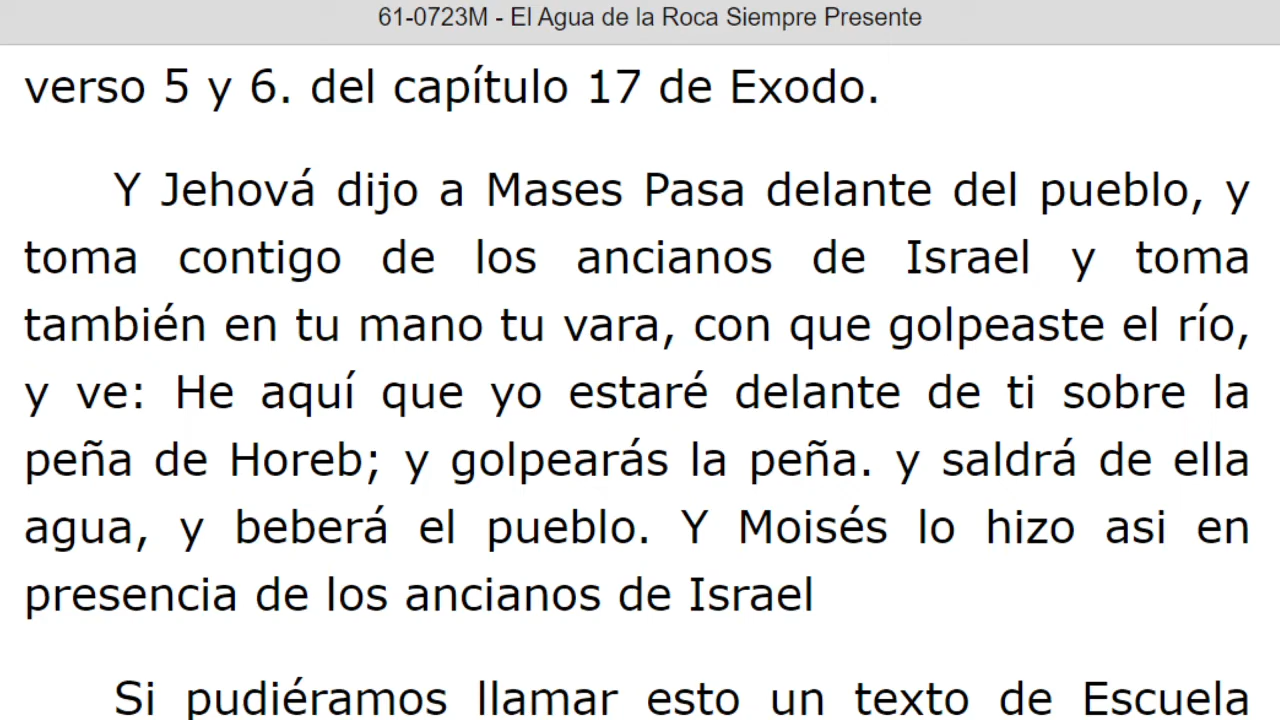 61-0723M - El Agua de la Roca Siempre Presente
verso 5 y 6. del capítulo 17 de Exodo.
Y Jehová dijo a Mases Pasa delante del pueblo, y
toma contigo de los ancianos de Israel y toma
también en tu mano tu vara, con que golpeaste el río,
y ve: He aquí que yo estaré delante de ti sobre la
peña de Horeb; y golpearás la peña. y saldrá de ella
agua, y beberá el pueblo. Y Moisés lo hizo asi en
presencia de los ancianos de Israel
Si pudiéramos llamar esto un texto de Escuela